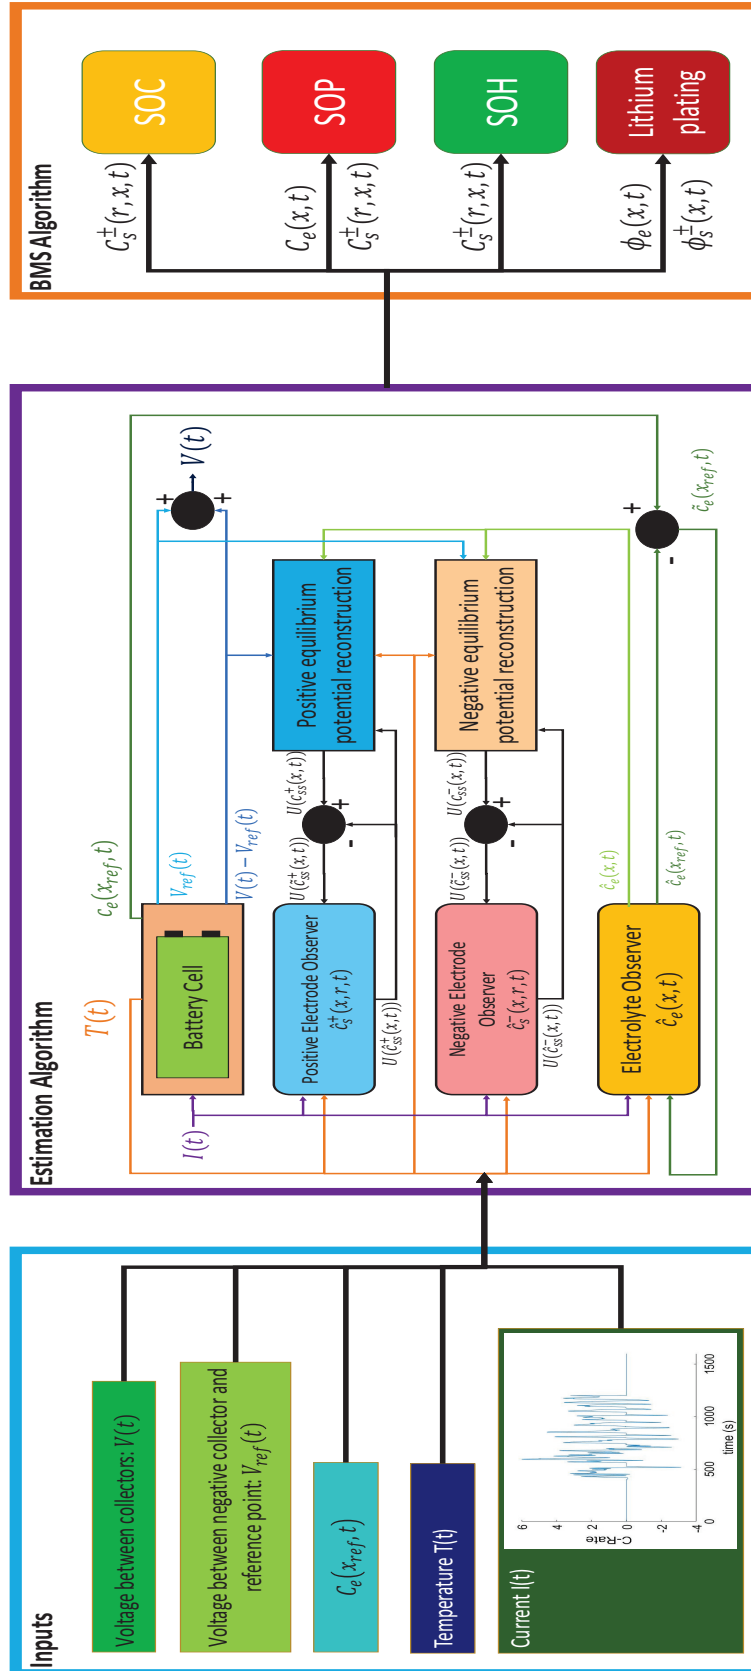 Inputs
Voltage between collectors: V(t)
Voltage between negative collector and
reference point: V_ref(t)
C_e(x_ref, t)
Temperature T(t)
Current I(t)
6
4
2
0
-2
-4
C-Rate
0
500
1000
1500
time (s)
Estimation Algorithm
T(t)
I(t)
Battery Cell
c_e(x_ref, t)
V_ref(t)
V(t) − V_ref(t)
+
+
V(t)
Positive Electrode Observer
ĉ_s^+(x,r,t)
U(ĉ_ss^+(x,t))
U(c̃_ss^+(x,t))
U(c_ss^+(x,t))
+
-
Positive equilibrium
potential reconstruction
Negative Electrode
Observer
ĉ_s^-(x,r,t)
U(ĉ_ss^-(x,t))
U(c̃_ss^-(x,t))
U(c_ss^-(x,t))
+
-
Negative equilibrium
potential reconstruction
Electrolyte Observer
ĉ_e(x,t)
ĉ_e(x,t)
ĉ_e(x_ref,t)
+
-
c̃_e(x_ref,t)
BMS Algorithm
C_s^±(r,x,t)
SOC
C_e(x,t)
C_s^±(r,x,t)
SOP
C_s^±(r,x,t)
SOH
ϕ_e(x,t)
ϕ_s^±(x,t)
Lithium
plating